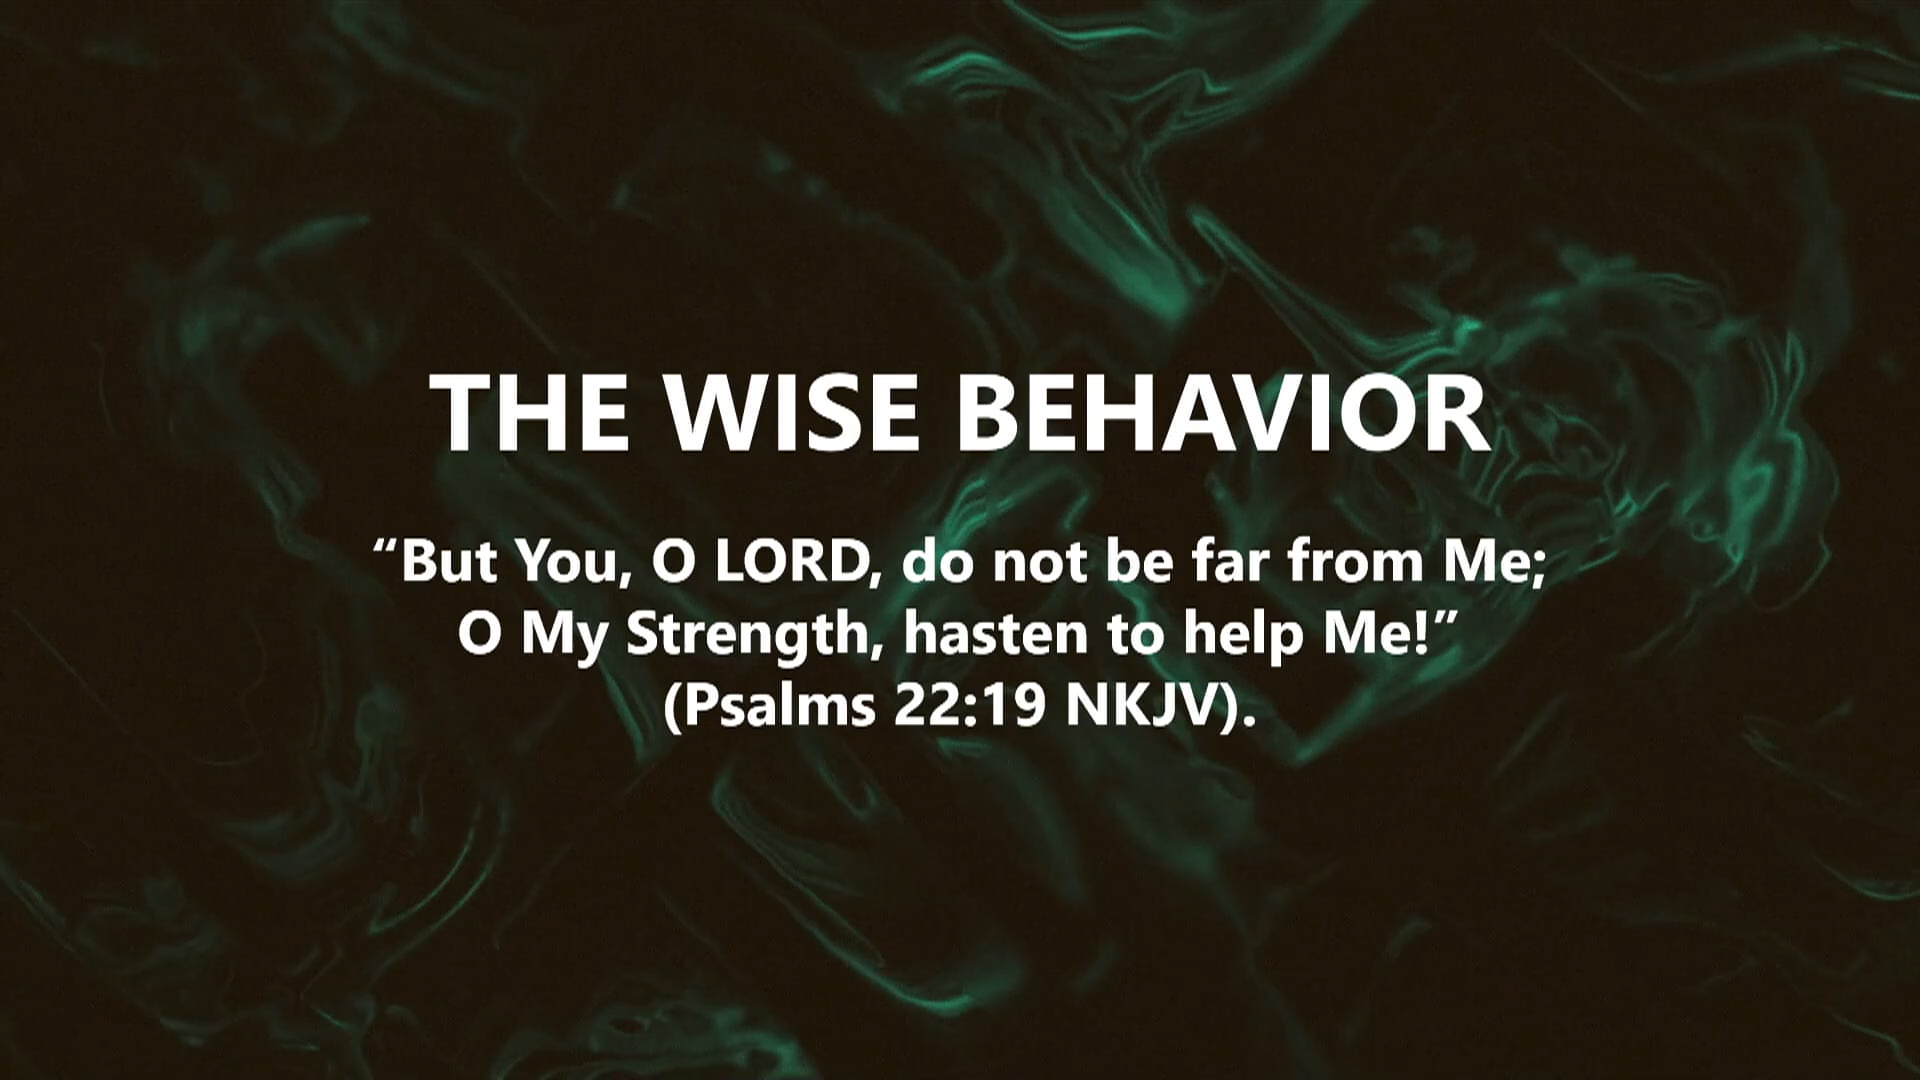 THE WISE BEHAVIOR
“But You, O LORD, do not be far from Me;
O My Strength, hasten to help Me!”
(Psalms 22:19 NKJV).